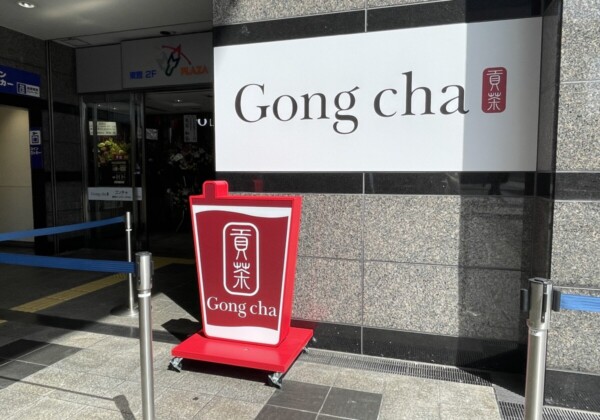 Gong cha
貢茶
PLAZA
貢茶
Gong cha